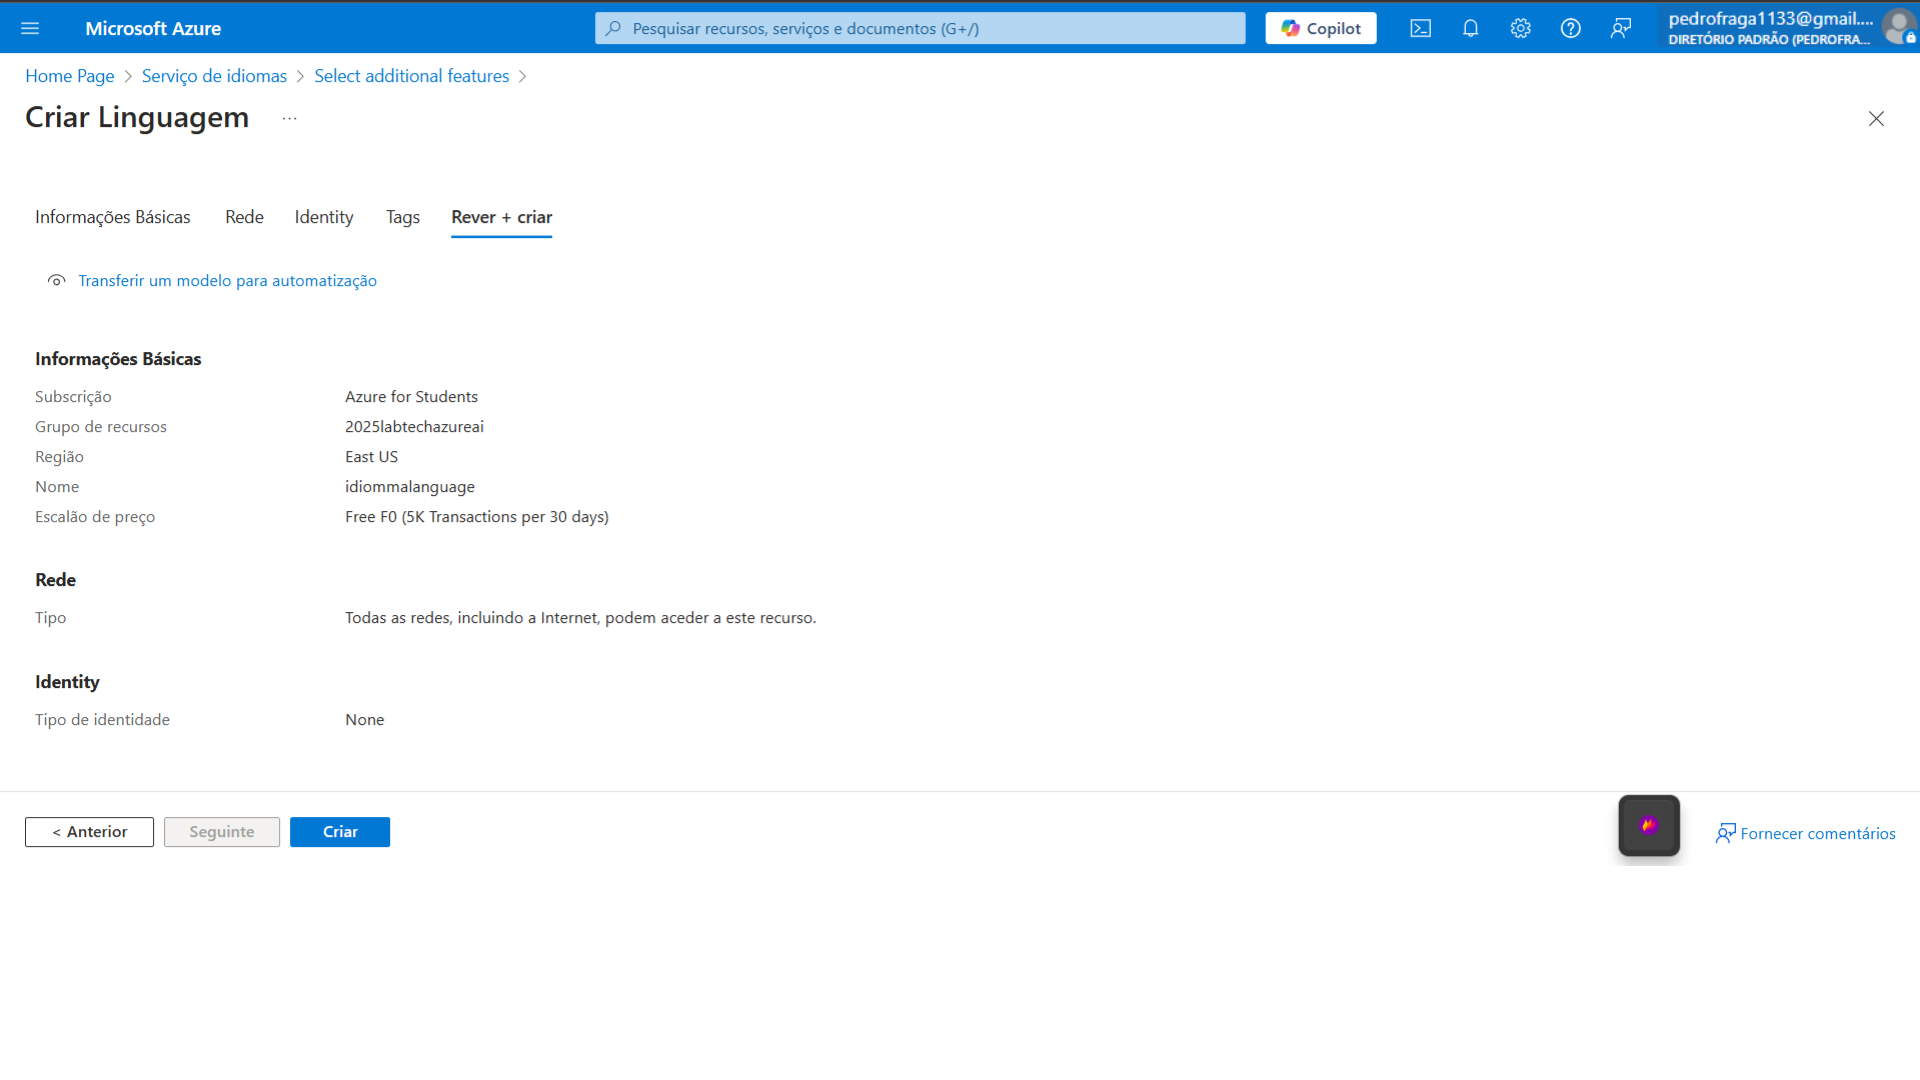 Microsoft Azure
Pesquisar recursos, serviços e documentos (G+/)
Copilot
pedrofraga1133@gmail....
DIRETÓRIO PADRÃO (PEDROFRA...
Home Page > Serviço de idiomas > Select additional features >
Criar Linguagem ...
Informações Básicas Rede Identity Tags Rever + criar
Transferir um modelo para automatização
Informações Básicas
Subscrição Azure for Students
Grupo de recursos 2025labtechazureai
Região East US
Nome idiommalanguage
Escalão de preço Free F0 (5K Transactions per 30 days)
Rede
Tipo Todas as redes, incluindo a Internet, podem aceder a este recurso.
Identity
Tipo de identidade None
< Anterior Seguinte Criar Fornecer comentários